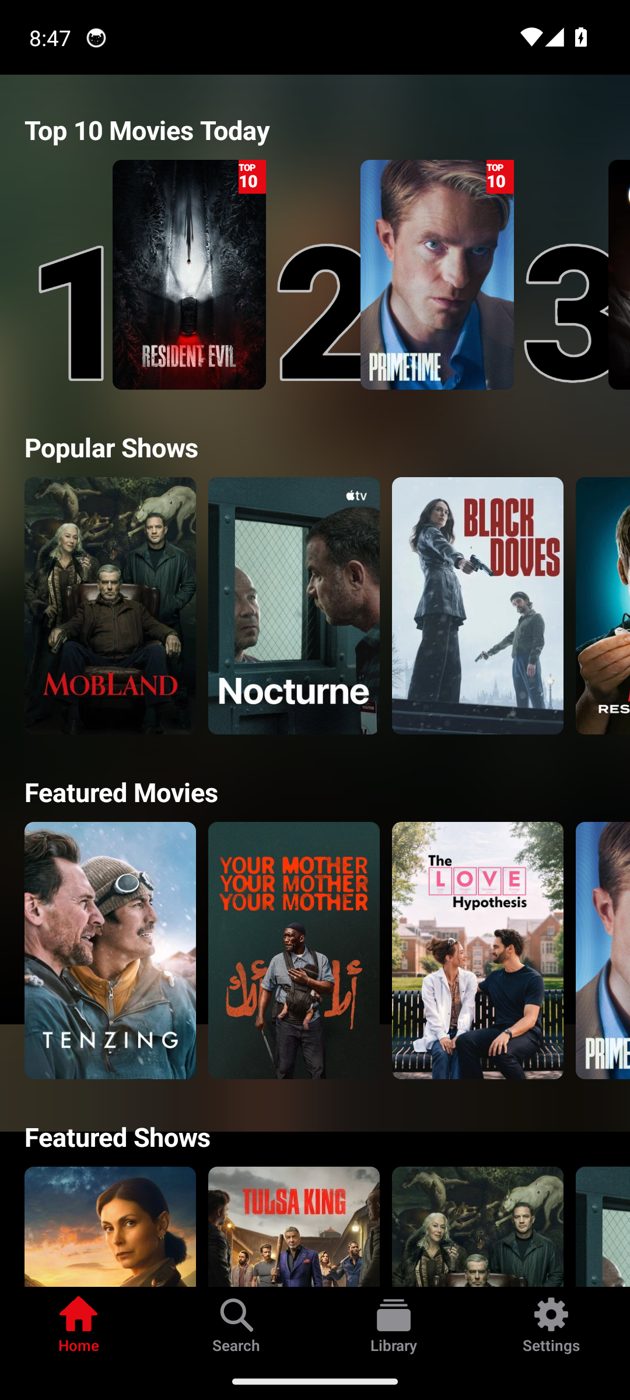 8:47
Top 10 Movies Today
1
TOP
10
RESIDENT EVIL
2
TOP
10
PRIMETIME
3
Popular Shows
MOBLAND
tv
Nocturne
BLACK
DOVES
RES
Featured Movies
TENZING
YOUR MOTHER
YOUR MOTHER
YOUR MOTHER
The
LOVE
Hypothesis
PRIME
Featured Shows
TULSA KING
Home
Search
Library
Settings